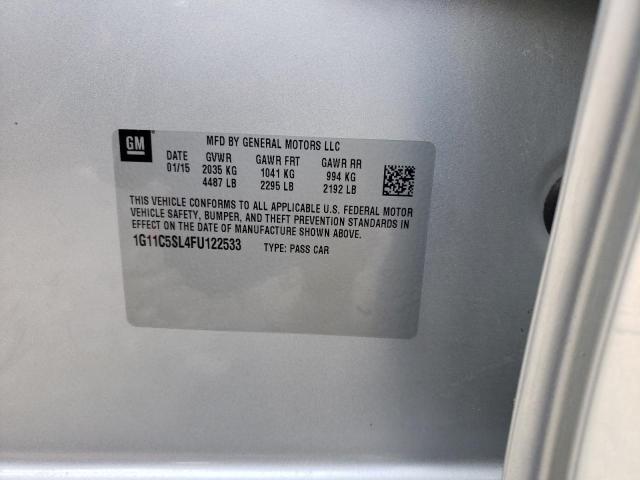 GM
MFD BY GENERAL MOTORS LLC
DATE GVWR GAWR FRT GAWR RR
01/15 2035 KG 1041 KG 994 KG
4487 LB 2295 LB 2192 LB
THIS VEHICLE CONFORMS TO ALL APPLICABLE U.S. FEDERAL MOTOR
VEHICLE SAFETY, BUMPER, AND THEFT PREVENTION STANDARDS IN
EFFECT ON THE DATE OF MANUFACTURE SHOWN ABOVE.
1G11C5SL4FU122533 TYPE: PASS CAR